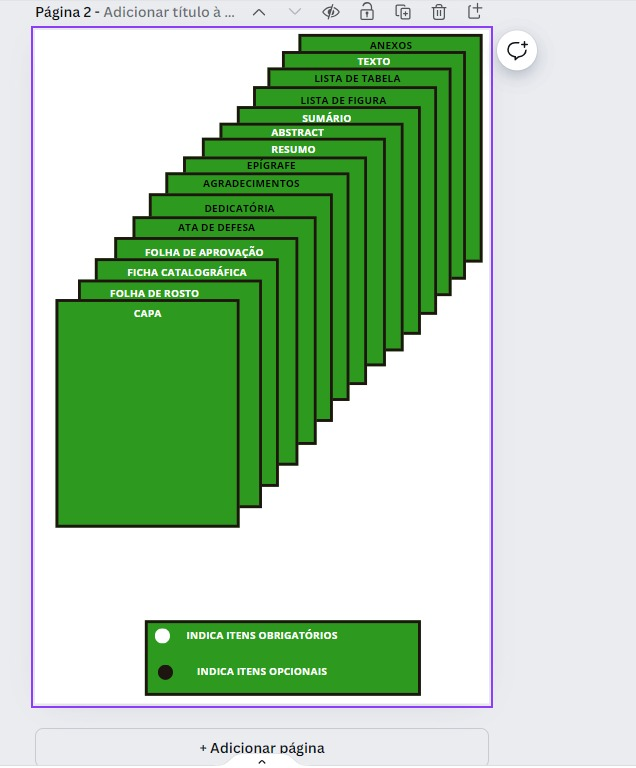 Página 2 - Adicionar título à ...
ANEXOS
TEXTO
LISTA DE TABELA
LISTA DE FIGURA
SUMÁRIO
ABSTRACT
RESUMO
EPÍGRAFE
AGRADECIMENTOS
DEDICATÓRIA
ATA DE DEFESA
FOLHA DE APROVAÇÃO
FICHA CATALOGRÁFICA
FOLHA DE ROSTO
CAPA
INDICA ITENS OBRIGATÓRIOS
INDICA ITENS OPCIONAIS
+ Adicionar página